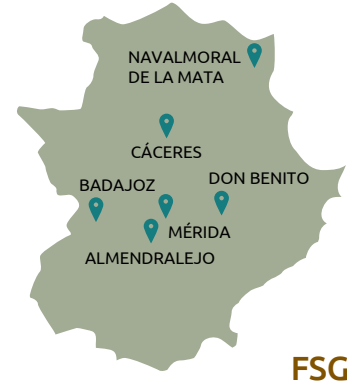 NAVALMORAL
DE LA MATA
CÁCERES
BADAJOZ
DON BENITO
MÉRIDA
ALMENDRALEJO
FSG